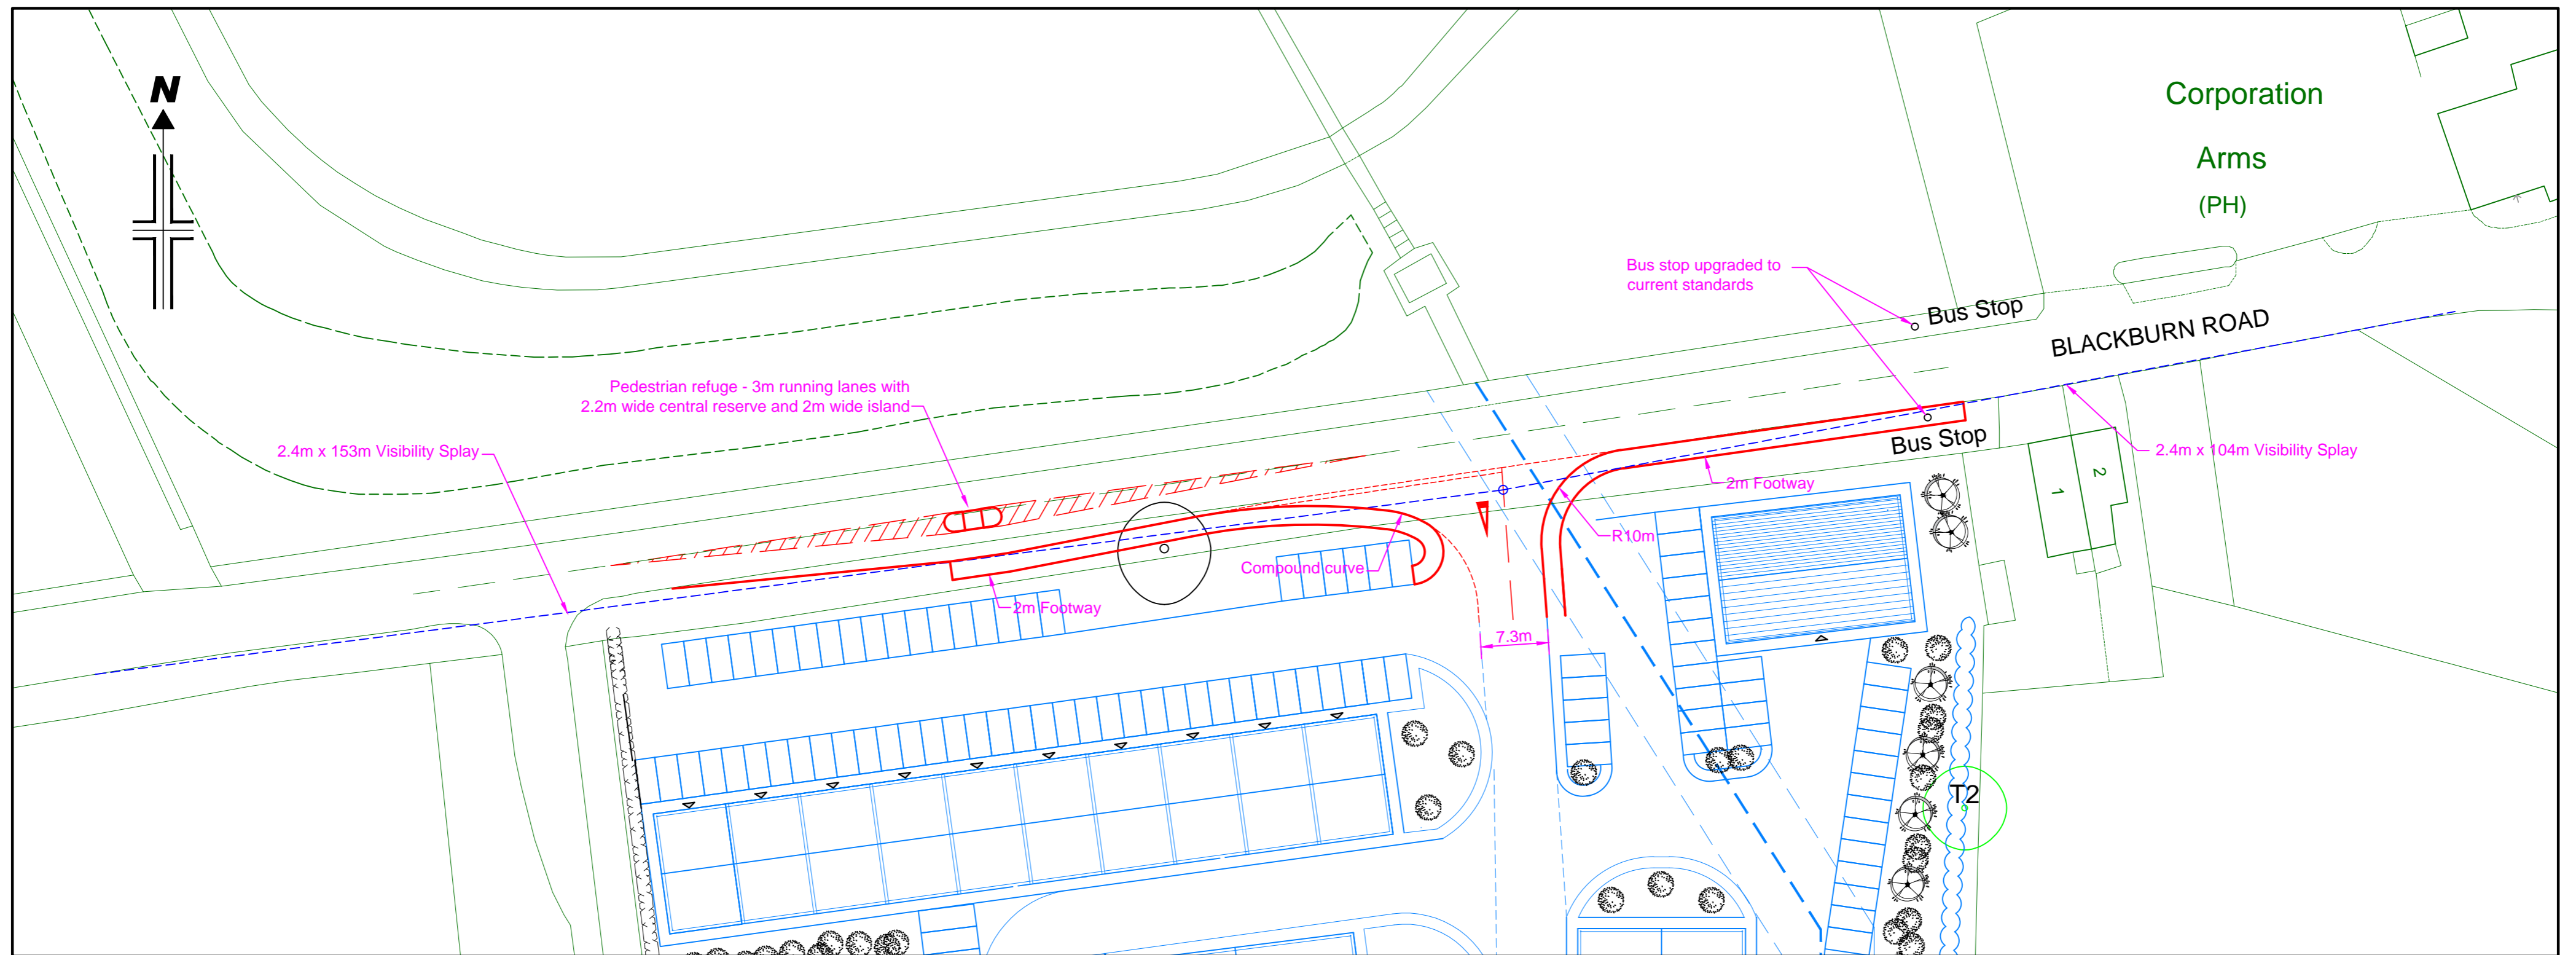 N
Corporation
Arms
(PH)
Bus stop upgraded to
current standards
Bus Stop
BLACKBURN ROAD
Pedestrian refuge - 3m running lanes with
2.2m wide central reserve and 2m wide island
2.4m x 153m Visibility Splay
Bus Stop
2.4m x 104m Visibility Splay
1
2
2m Footway
R10m
Compound curve
2m Footway
7.3m
T2